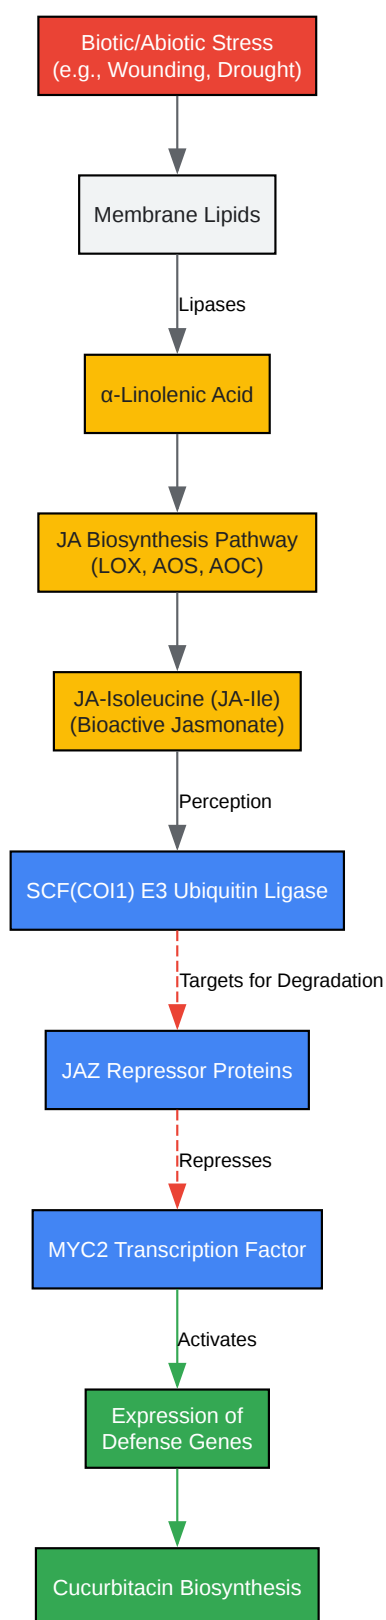 Biotic/Abiotic Stress
(e.g., Wounding, Drought)
Membrane Lipids
Lipases
α-Linolenic Acid
JA Biosynthesis Pathway
(LOX, AOS, AOC)
JA-Isoleucine (JA-Ile)
(Bioactive Jasmonate)
Perception
SCF(COI1) E3 Ubiquitin Ligase
Targets for Degradation
JAZ Repressor Proteins
Represses
MYC2 Transcription Factor
Activates
Expression of
Defense Genes
Cucurbitacin Biosynthesis